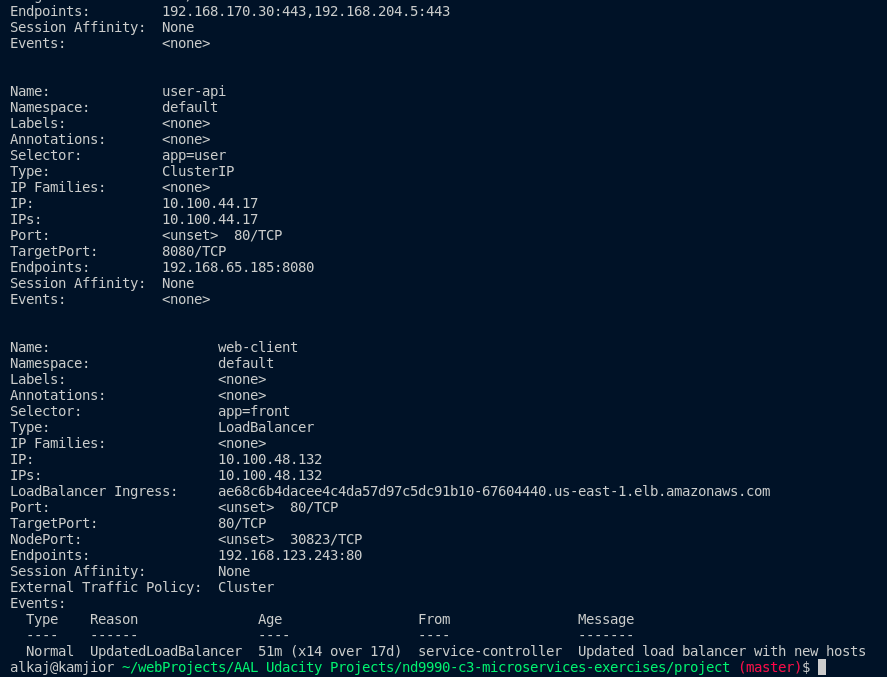 Endpoints:         192.168.170.30:443,192.168.204.5:443
Session Affinity:  None
Events:            <none>
Name:              user-api
Namespace:         default
Labels:            <none>
Annotations:       <none>
Selector:          app=user
Type:              ClusterIP
IP Families:       <none>
IP:                10.100.44.17
IPs:               10.100.44.17
Port:              <unset>  80/TCP
TargetPort:        8080/TCP
Endpoints:         192.168.65.185:8080
Session Affinity:  None
Events:            <none>
Name:                     web-client
Namespace:                default
Labels:                   <none>
Annotations:              <none>
Selector:                 app=front
Type:                     LoadBalancer
IP Families:              <none>
IP:                       10.100.48.132
IPs:                      10.100.48.132
LoadBalancer Ingress:     ae68c6b4dacee4c4da57d97c5dc91b10-67604440.us-east-1.elb.amazonaws.com
Port:                     <unset>  80/TCP
TargetPort:               80/TCP
NodePort:                 <unset>  30823/TCP
Endpoints:                192.168.123.243:80
Session Affinity:         None
External Traffic Policy:  Cluster
Events:
  Type    Reason               Age                 From                Message
  ----    ------               ----                ----                -------
  Normal  UpdatedLoadBalancer  51m (x14 over 17d)  service-controller  Updated load balancer with new hosts
alkaj@kamjior ~/webProjects/AAL Udacity Projects/nd9990-c3-microservices-exercises/project (master)$